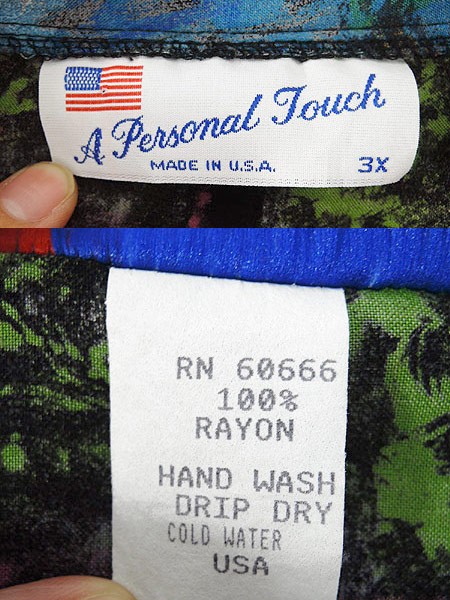 A Personal Touch
MADE IN U.S.A. 3X
RN 60666
100%
RAYON
HAND WASH
DRIP DRY
COLD WATER
USA